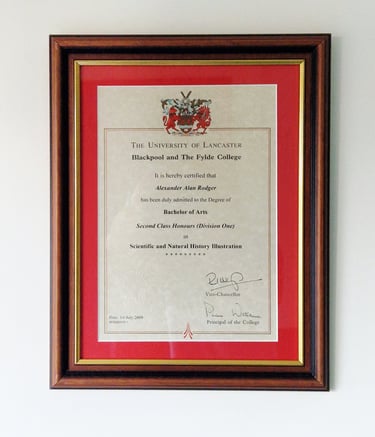 THE UNIVERSITY OF LANCASTER
Blackpool and The Fylde College
It is hereby certified that
Alexander Alan Rodger
has been duly admitted to the Degree of
Bachelor of Arts
Second Class Honours (Division One)
in
Scientific and Natural History Illustration
*********
Vice-Chancellor
Principal of the College
July 2008